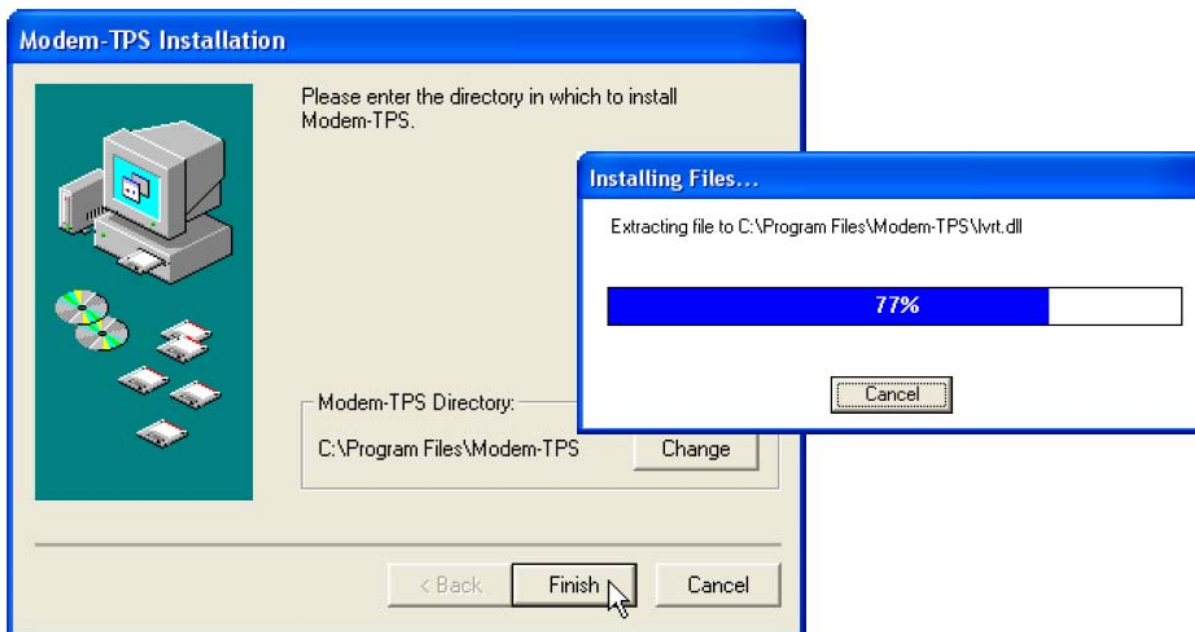 Modem-TPS Installation
Please enter the directory in which to install
Modem-TPS.
Modem-TPS Directory:
C:\Program Files\Modem-TPS
Change
< Back
Finish
Cancel
Installing Files...
Extracting file to C:\Program Files\Modem-TPS\lvrt.dll
77%
Cancel